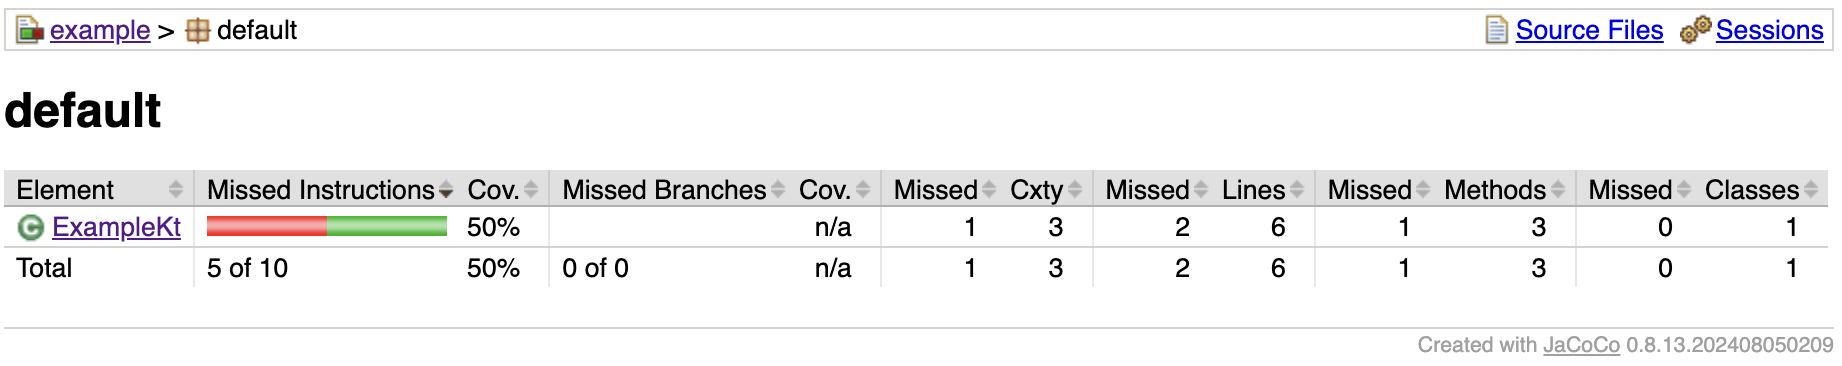 example > default Source Files Sessions
default
Element Missed Instructions Cov. Missed Branches Cov. Missed Cxty Missed Lines Missed Methods Missed Classes
C ExampleKt 50% n/a 1 3 2 6 1 3 0 1
Total 5 of 10 50% 0 of 0 n/a 1 3 2 6 1 3 0 1
Created with JaCoCo 0.8.13.202408050209